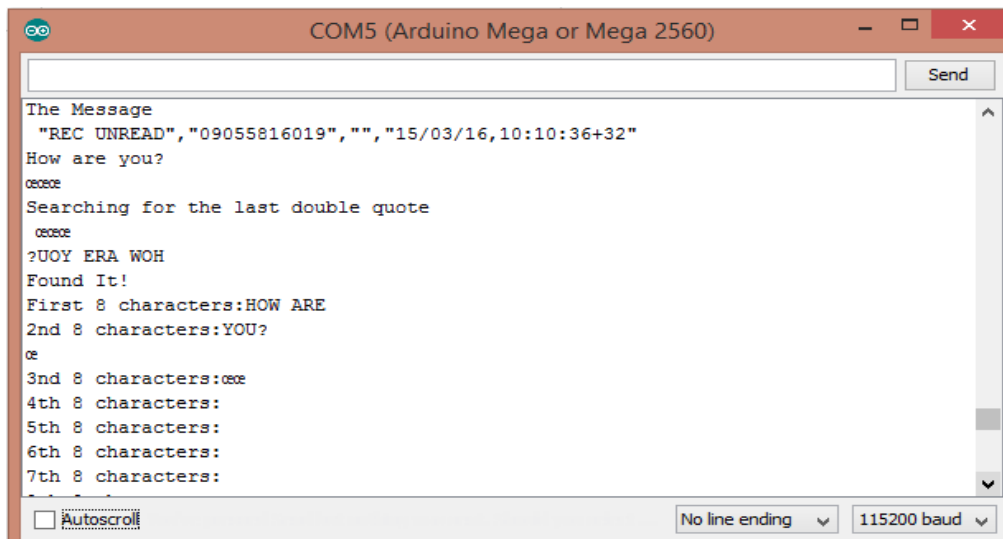 COM5 (Arduino Mega or Mega 2560)
Send
The Message
"REC UNREAD","09055816019","","15/03/16,10:10:36+32"
How are you?
œœœ
Searching for the last double quote
œœœ
?UOY ERA WOH
Found It!
First 8 characters:HOW ARE
2nd 8 characters:YOU?
œ
3nd 8 characters:œœ
4th 8 characters:
5th 8 characters:
6th 8 characters:
7th 8 characters:
Autoscroll
No line ending
115200 baud